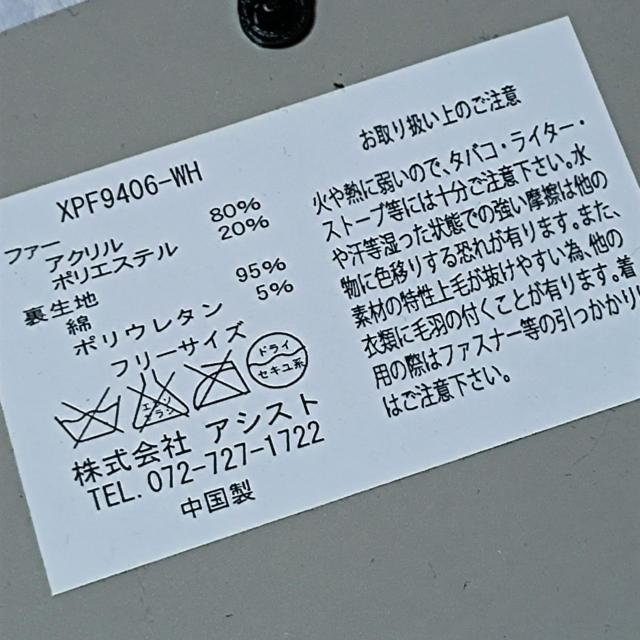 XPF9406-WH
ファー
アクリル 80%
ポリエステル 20%
裏生地
綿 95%
ポリウレタン 5%
フリーサイズ
エンソ
サラシ
ドライ
セキユ系
株式会社 アシスト
TEL. 072-727-1722
中国製
お取り扱い上のご注意
火や熱に弱いので、タバコ・ライター・
ストーブ等には十分ご注意下さい。水
や汗等湿った状態での強い摩擦は他の
物に色移りする恐れが有ります。また、
素材の特性上毛が抜けやすい為、他の
衣類に毛羽の付くことが有ります。着
用の際はファスナー等の引っかかり
はご注意下さい。